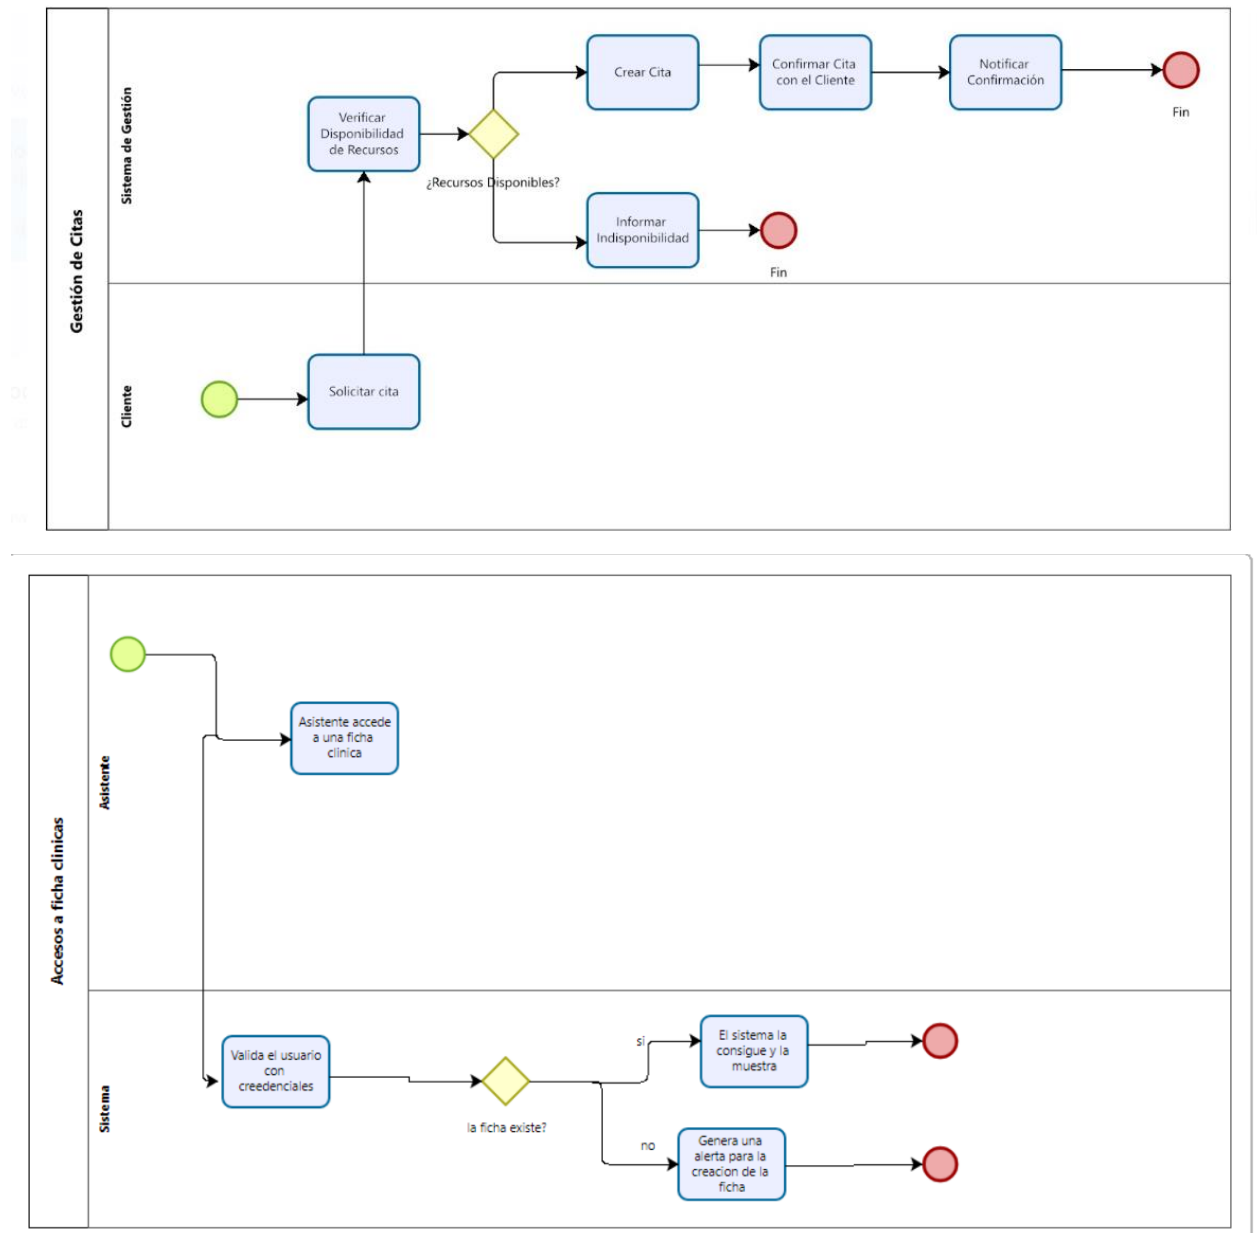 Gestión de Citas
Sistema de Gestión
Verificar
Disponibilidad
de Recursos
¿Recursos Disponibles?
Crear Cita
Confirmar Cita
con el Cliente
Notificar
Confirmación
Fin
Informar
Indisponibilidad
Fin
Cliente
Solicitar cita
Accesos a ficha clinicas
Asistente
Asistente accede
a una ficha
clinica
Sistema
Valida el usuario
con
creedenciales
la ficha existe?
si
El sistema la
consigue y la
muestra
no
Genera una
alerta para la
creacion de la
ficha